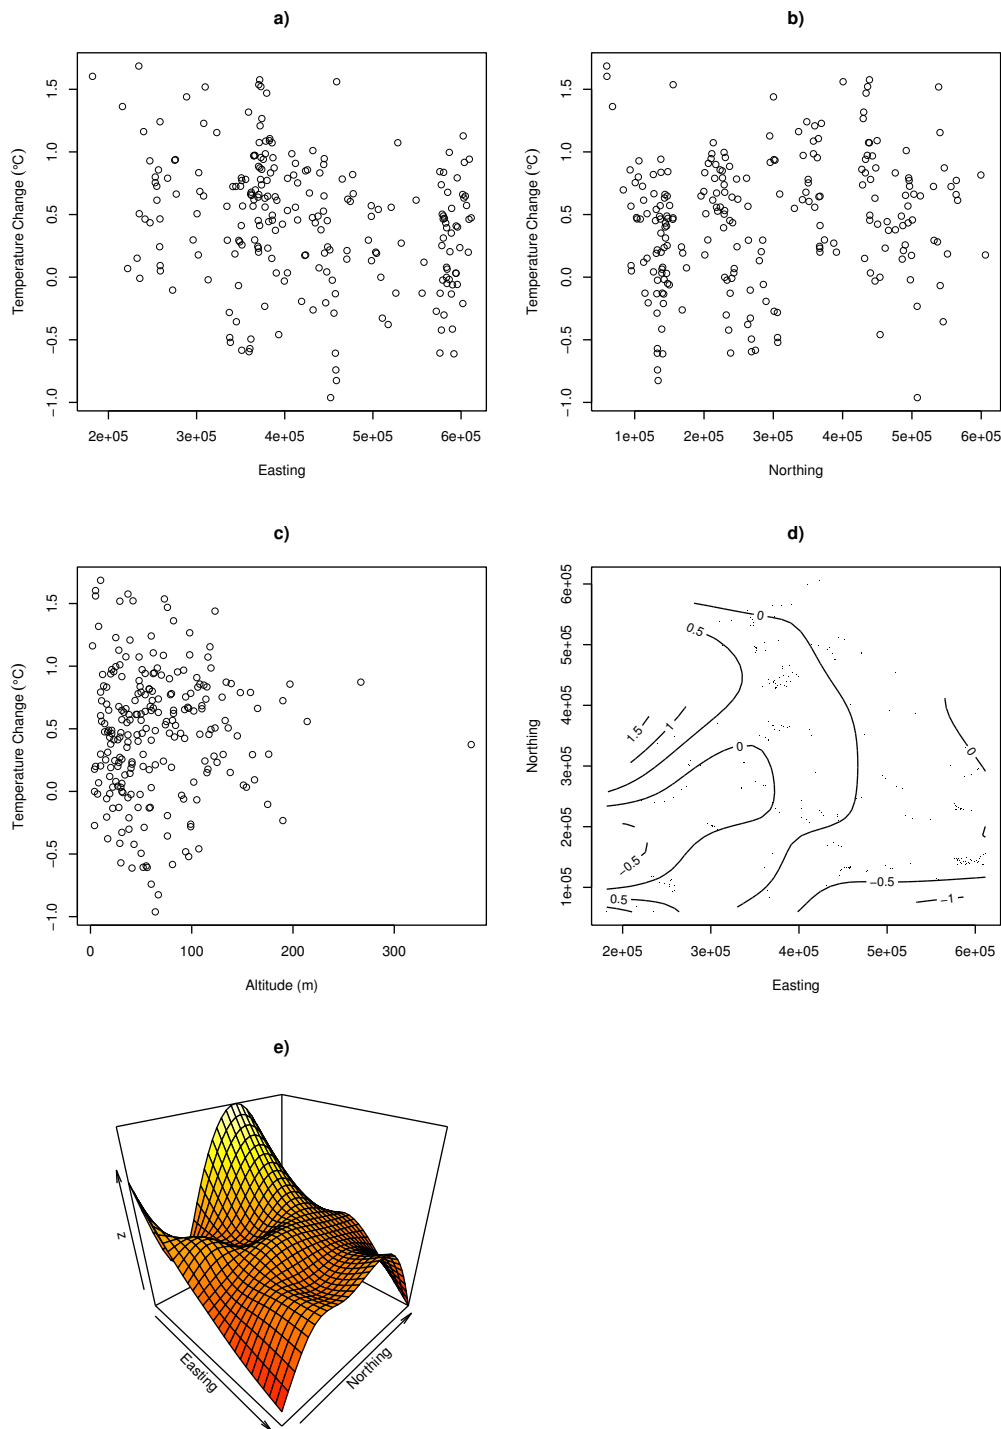 a)
Temperature Change (°C)
1.5
1.0
0.5
0.0
−0.5
−1.0
2e+05 3e+05 4e+05 5e+05 6e+05
Easting
b)
Temperature Change (°C)
1.5
1.0
0.5
0.0
−0.5
−1.0
1e+05 2e+05 3e+05 4e+05 5e+05 6e+05
Northing
c)
Temperature Change (°C)
1.5
1.0
0.5
0.0
−0.5
−1.0
0 100 200 300
Altitude (m)
d)
Northing
6e+05
5e+05
4e+05
3e+05
2e+05
1e+05
0
0.5
1.5
1
0
0
−0.5
0.5
−0.5
−1
2e+05 3e+05 4e+05 5e+05 6e+05
Easting
e)
Z
Easting
Northing